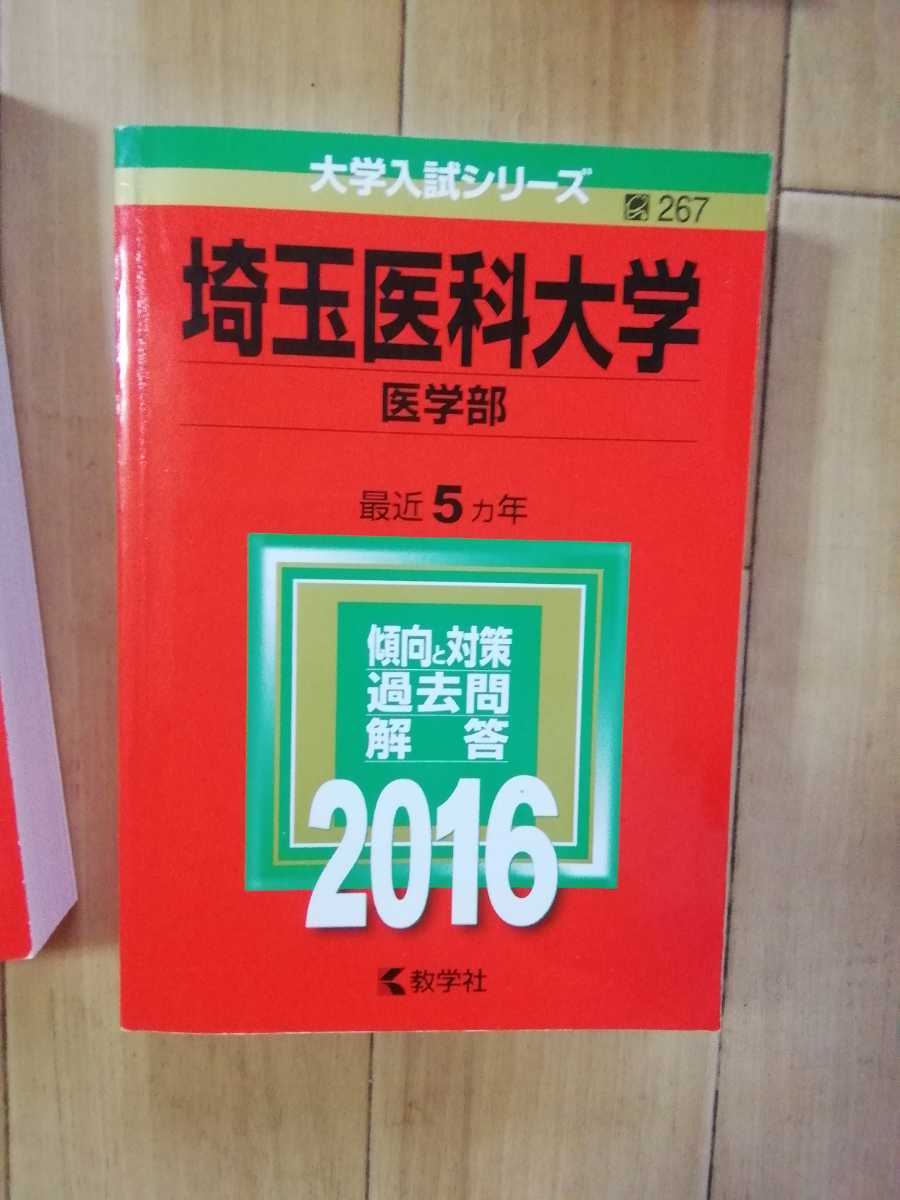 大学入試シリーズ
267
埼玉医科大学
医学部
最近5カ年
傾向と対策
過去問
解答
2016
教学社